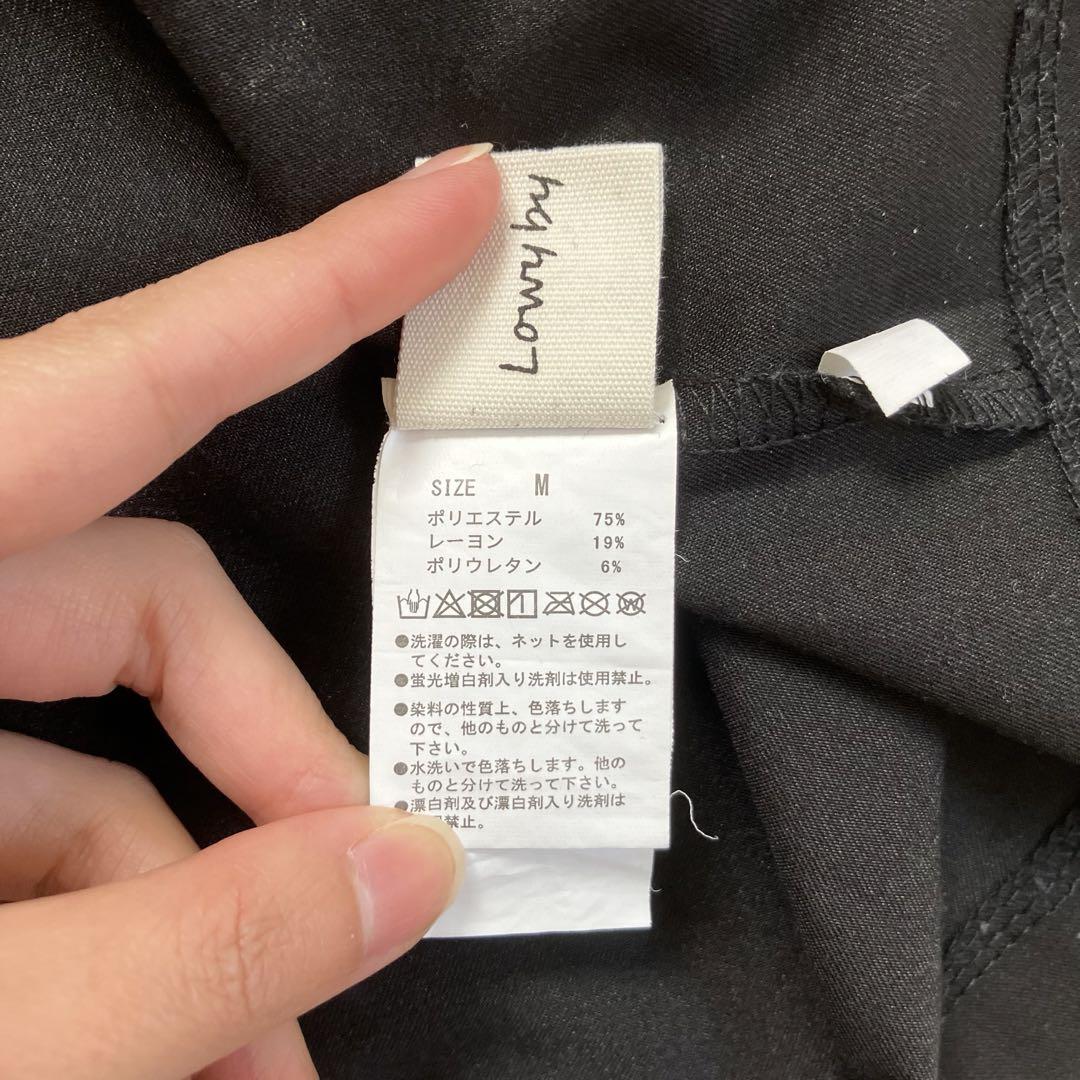 hqhmo7
SIZE M
ポリエステル 75%
レーヨン 19%
ポリウレタン 6%
●洗濯の際は、ネットを使用し
てください。
●蛍光増白剤入り洗剤は使用禁止。
●染料の性質上、色落ちします
ので、他のものと分けて洗って
下さい。
●水洗いで色落ちします。他の
ものと分けて洗って下さい。
●漂白剤及び漂白剤入り洗剤は
禁止。